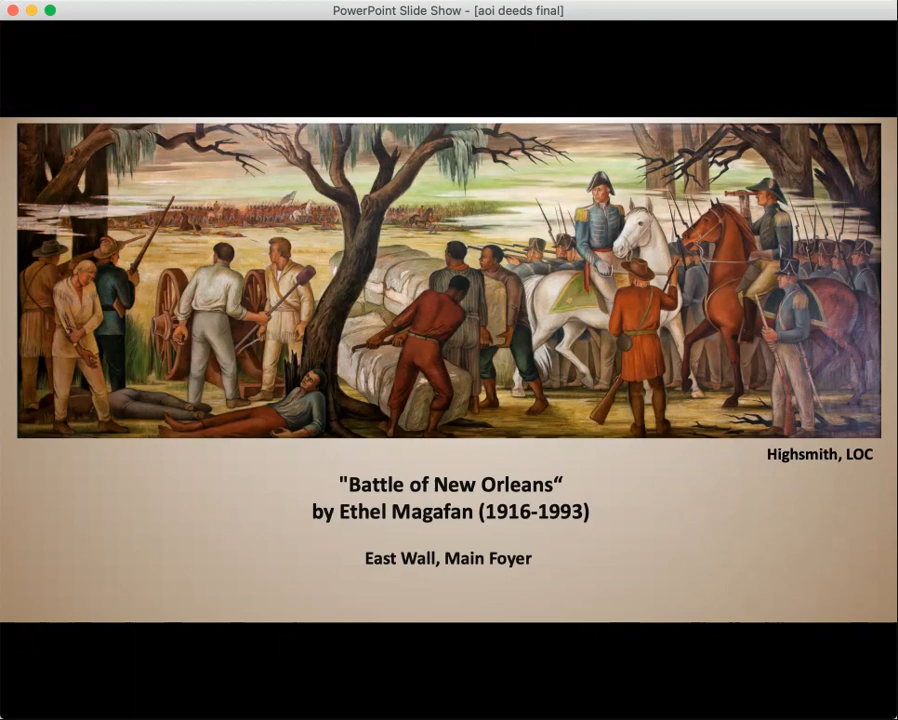 PowerPoint Slide Show - [aoi deeds final]
Highsmith, LOC
"Battle of New Orleans“
by Ethel Magafan (1916-1993)
East Wall, Main Foyer